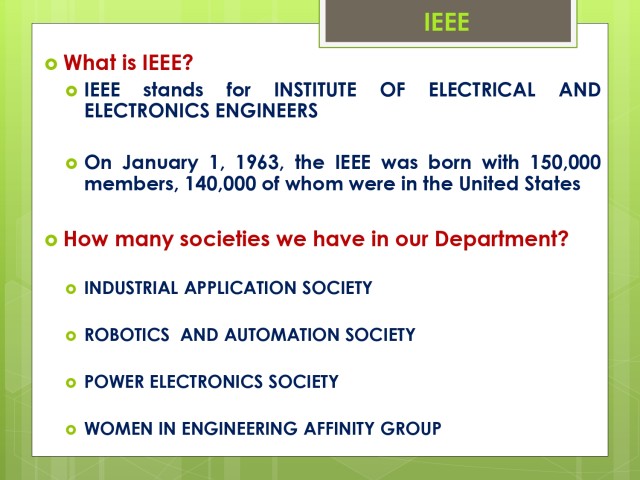 IEEE
What is IEEE?
IEEE stands for INSTITUTE OF ELECTRICAL AND
ELECTRONICS ENGINEERS
On January 1, 1963, the IEEE was born with 150,000
members, 140,000 of whom were in the United States
How many societies we have in our Department?
INDUSTRIAL APPLICATION SOCIETY
ROBOTICS  AND AUTOMATION SOCIETY
POWER ELECTRONICS SOCIETY
WOMEN IN ENGINEERING AFFINITY GROUP